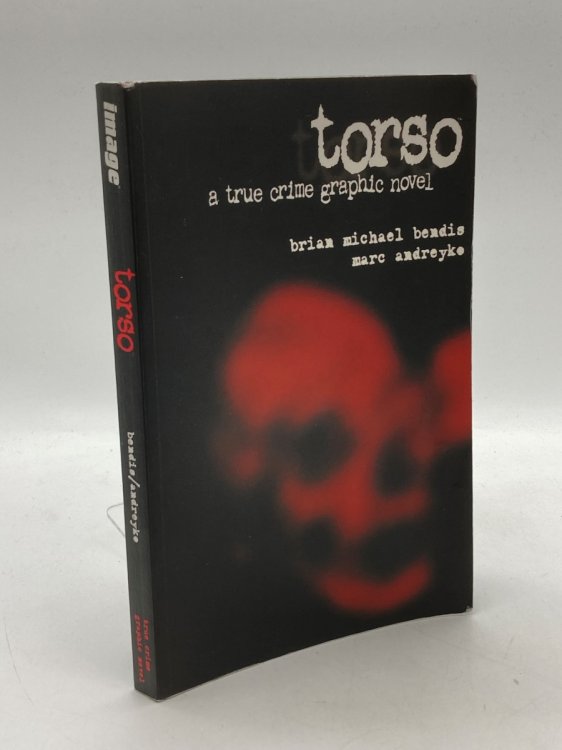 image
torso
bendis/andreyko
true crime
graphic novel
torso
a true crime graphic novel
brian michael bendis
marc andreyko